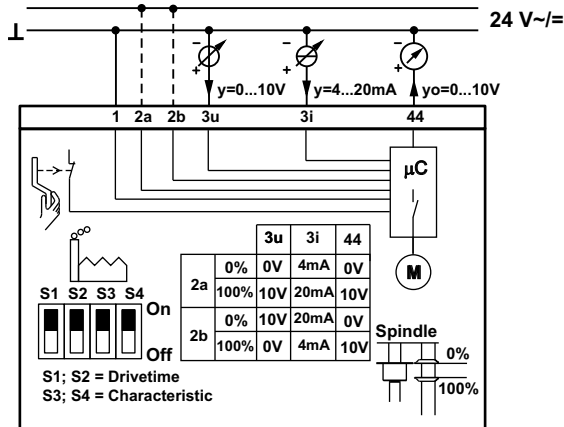 24 V~/=
⊥
− − −
+ + +
y=0...10V y=4...20mA yo=0...10V
1 2a 2b 3u 3i 44
µC
3u 3i 44
2a 0% 0V 4mA 0V
100% 10V 20mA 10V
2b 0% 10V 20mA 0V
100% 0V 4mA 10V
M
S1 S2 S3 S4
On
Off
Spindle
0%
100%
S1; S2 = Drivetime
S3; S4 = Characteristic